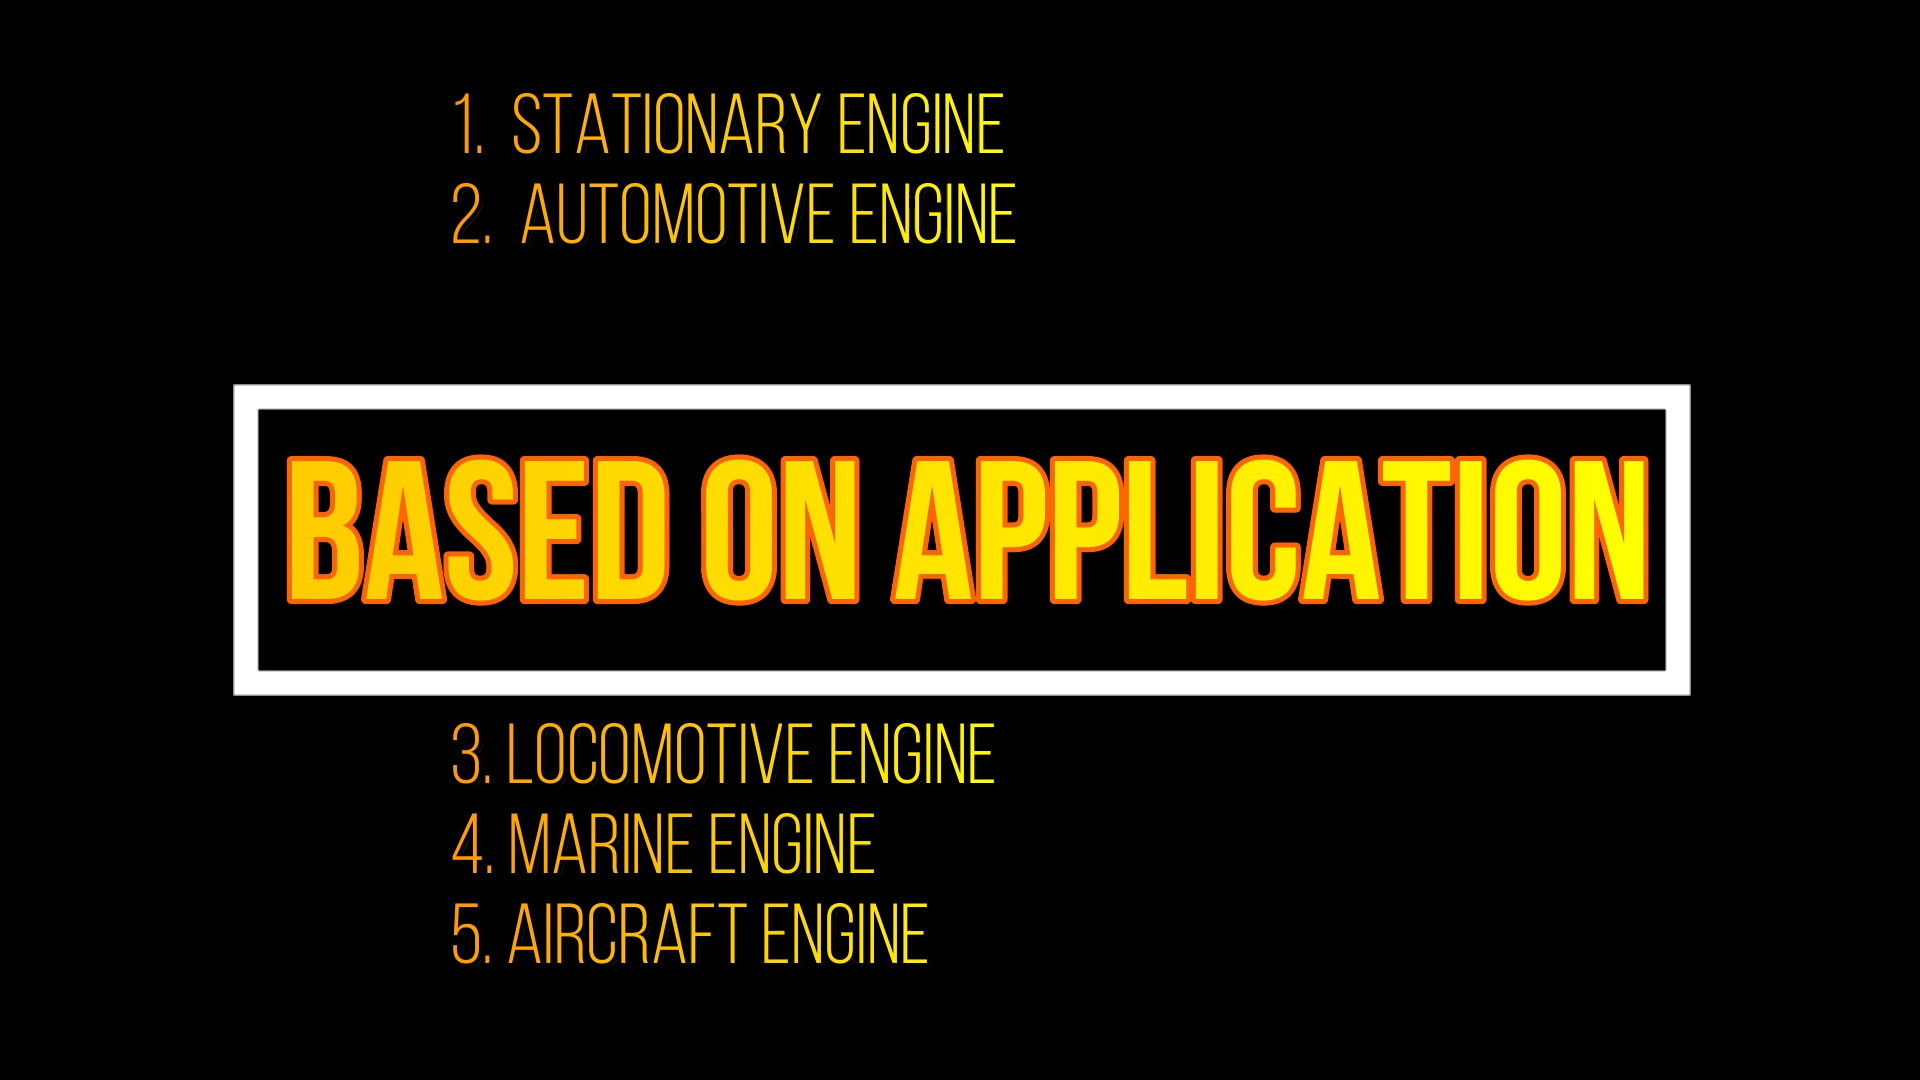 1. STATIONARY ENGINE
2. AUTOMOTIVE ENGINE
BASED ON APPLICATION
3. LOCOMOTIVE ENGINE
4. MARINE ENGINE
5. AIRCRAFT ENGINE